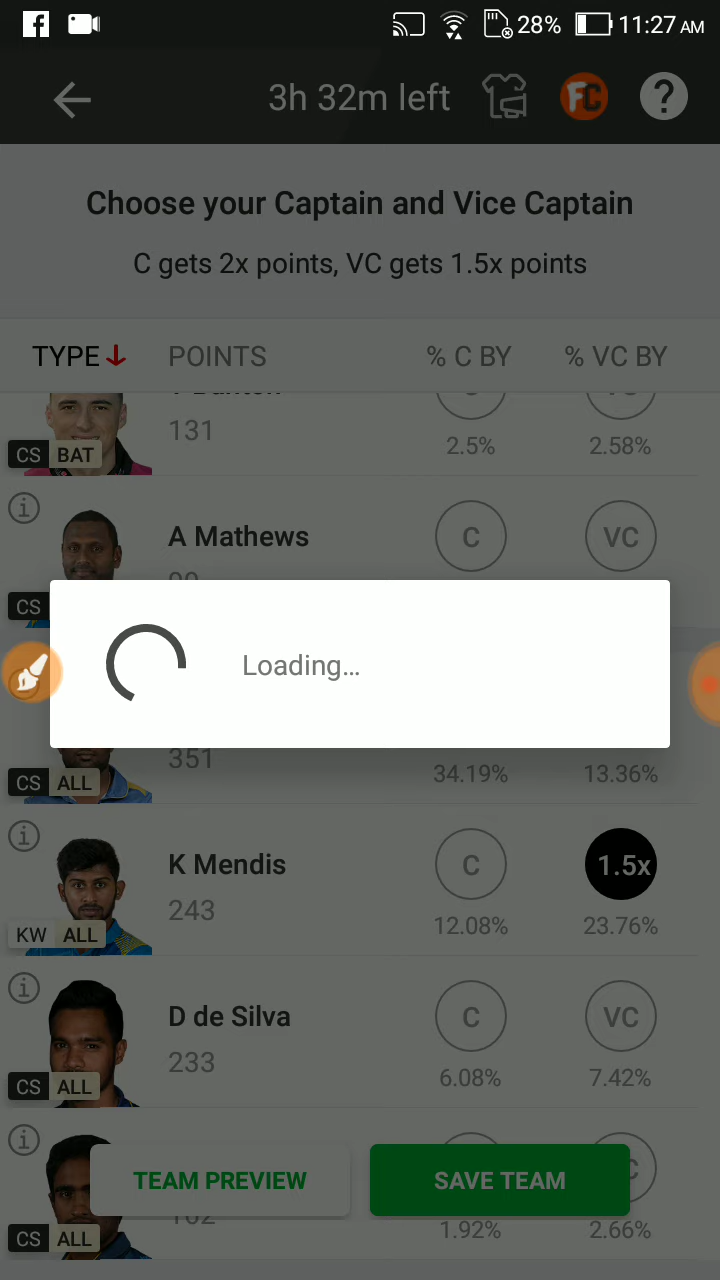 28% 11:27 AM
3h 32m left FC ?
Choose your Captain and Vice Captain
C gets 2x points, VC gets 1.5x points
TYPE POINTS % C BY % VC BY
131
CS BAT 2.5% 2.58%
A Mathews C VC
CS
Loading...
351
CS ALL 34.19% 13.36%
K Mendis C 1.5x
243
KW ALL 12.08% 23.76%
D de Silva C VC
233
CS ALL 6.08% 7.42%
TEAM PREVIEW SAVE TEAM
CS ALL 1.92% 2.66%